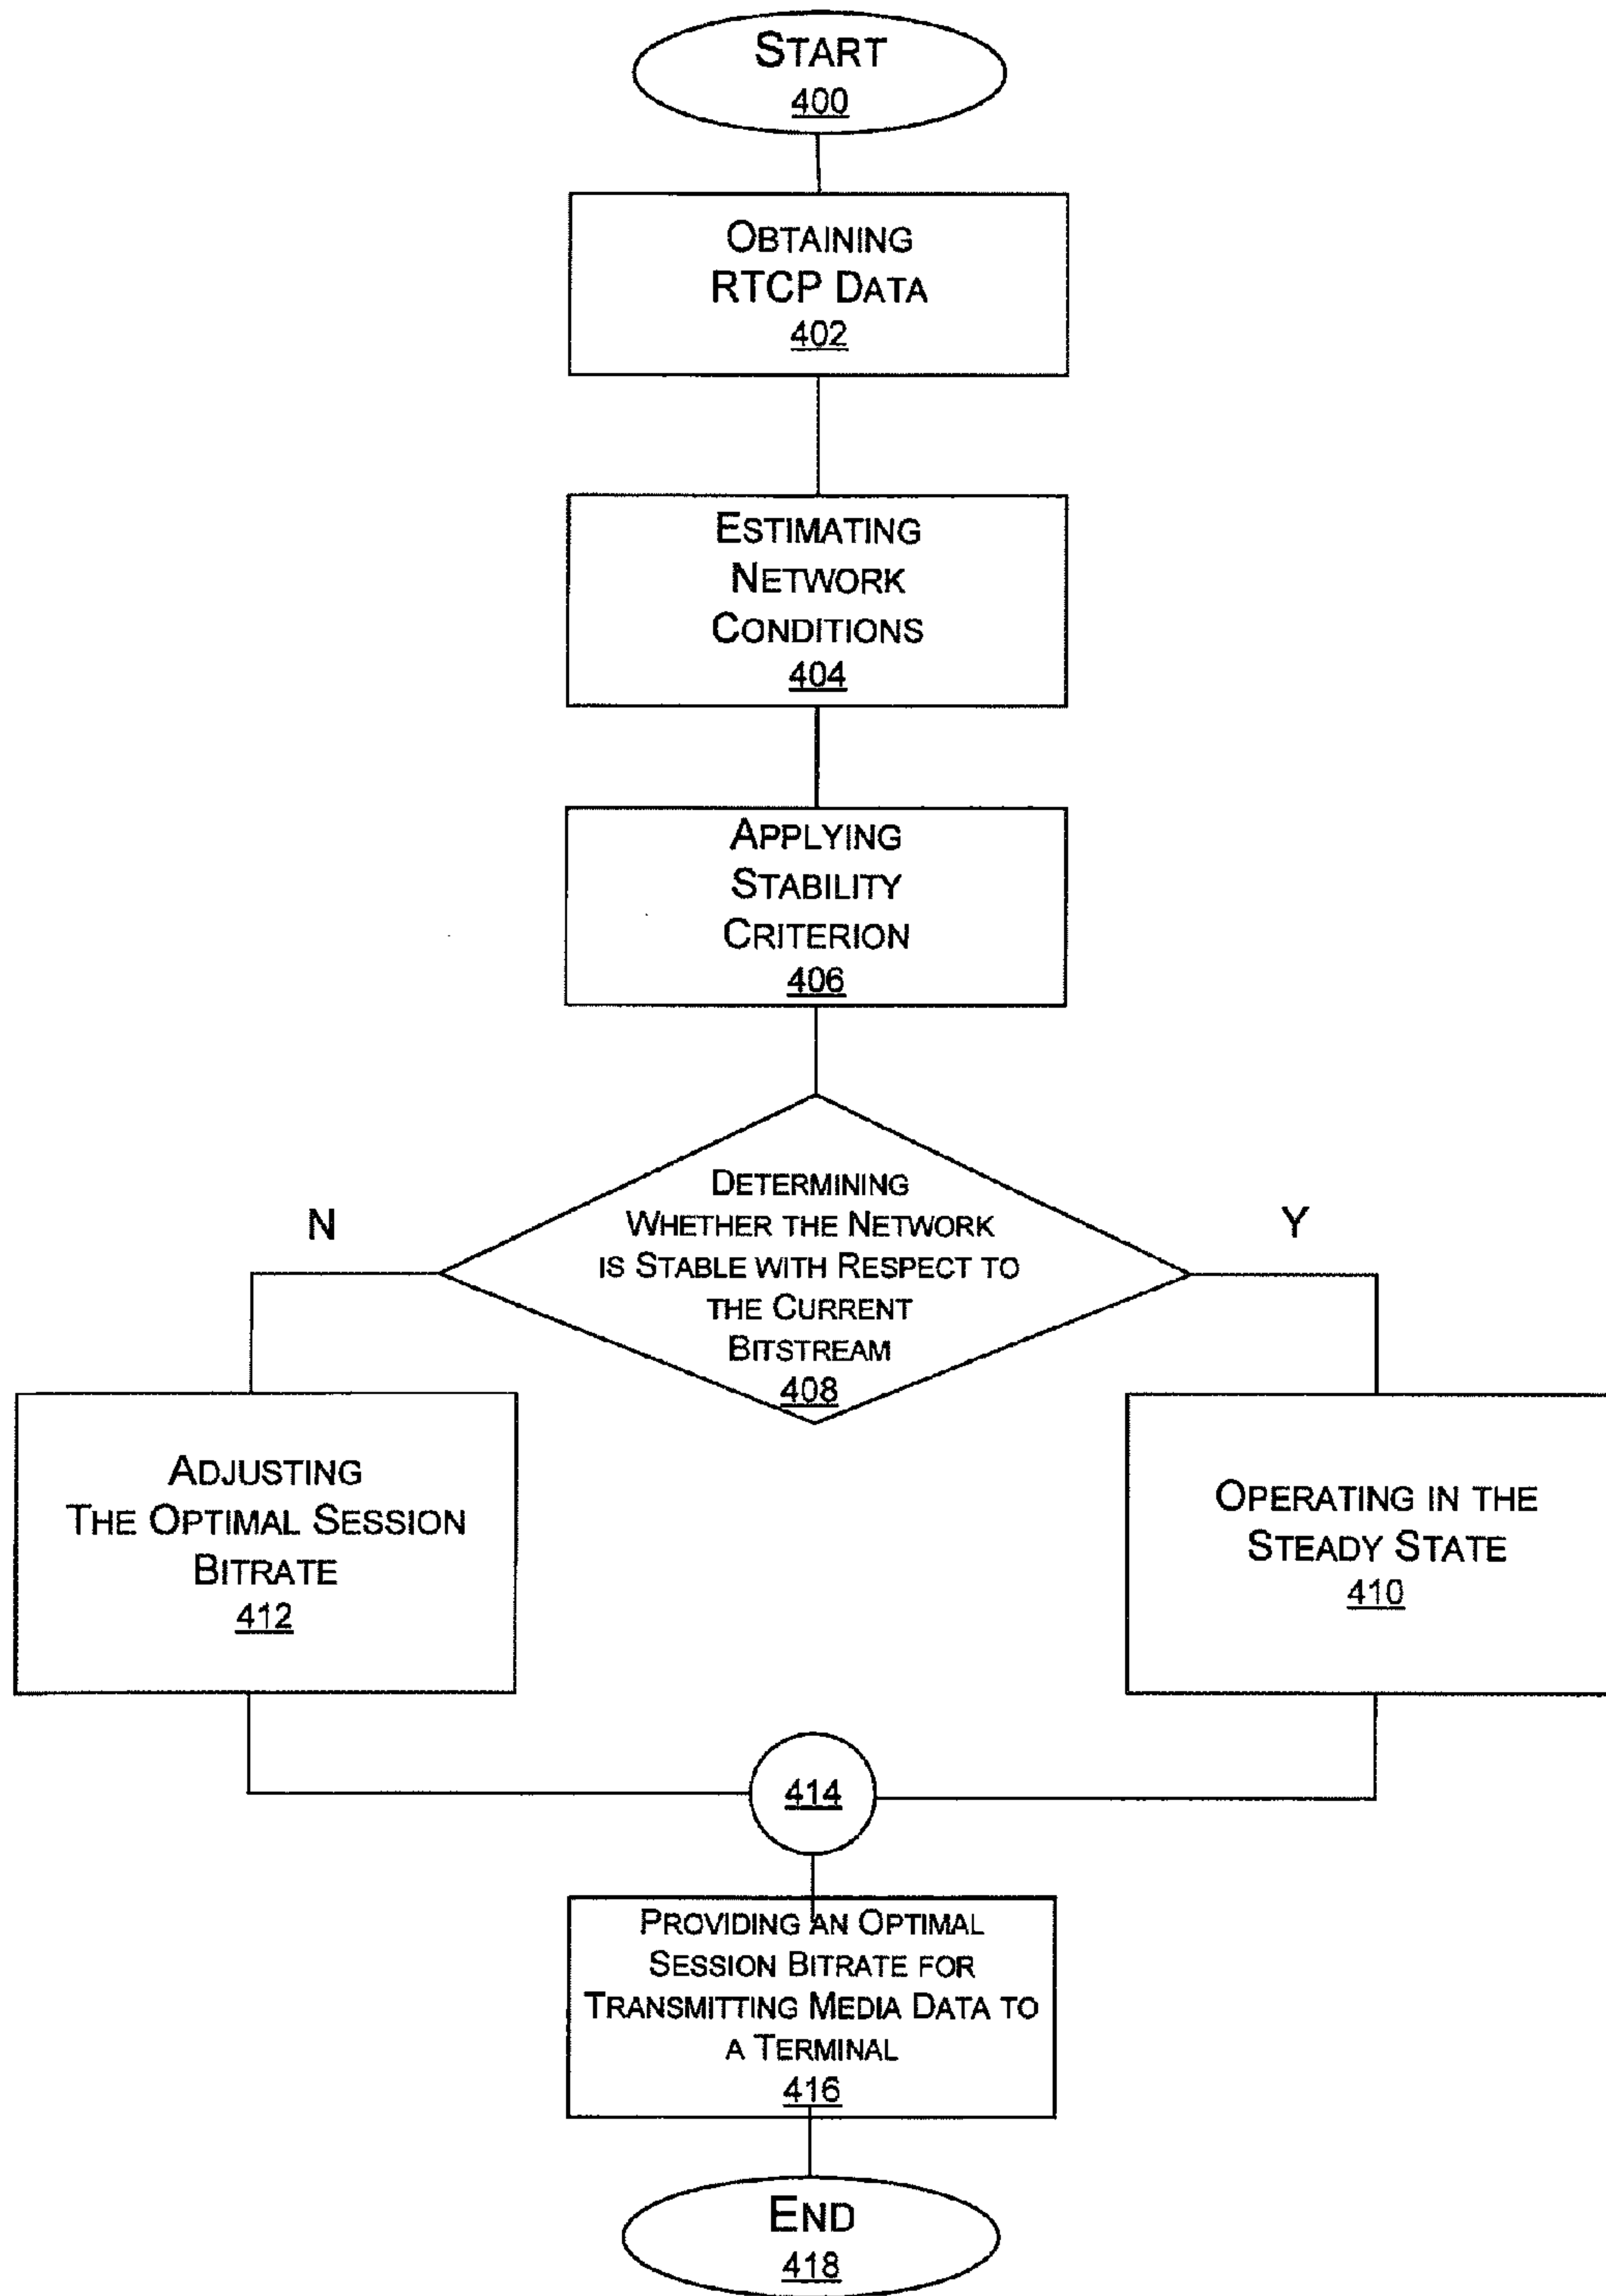 START
400
OBTAINING
RTCP DATA
402
ESTIMATING
NETWORK
CONDITIONS
404
APPLYING
STABILITY
CRITERION
406
DETERMINING
WHETHER THE NETWORK
IS STABLE WITH RESPECT TO
THE CURRENT
BITSTREAM
408
N
Y
ADJUSTING
THE OPTIMAL SESSION
BITRATE
412
OPERATING IN THE
STEADY STATE
410
414
PROVIDING AN OPTIMAL
SESSION BITRATE FOR
TRANSMITTING MEDIA DATA TO
A TERMINAL
416
END
418